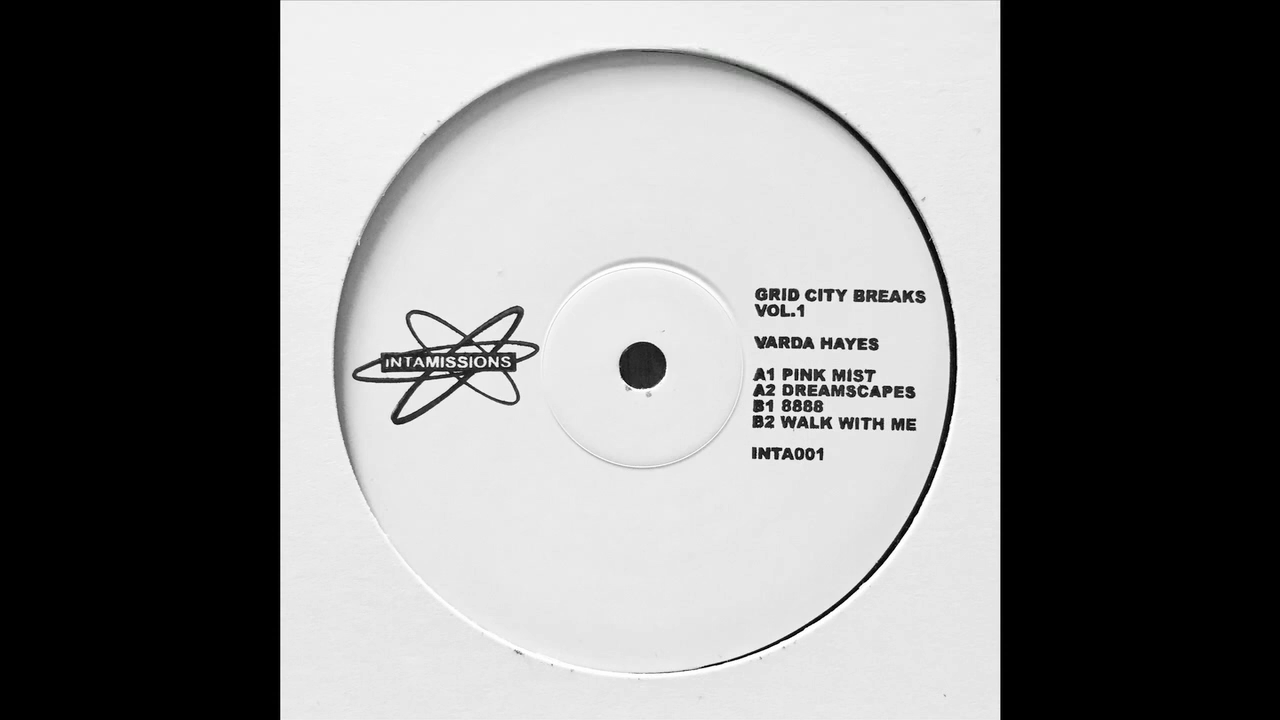 INTAMISSIONS
GRID CITY BREAKS
VOL.1
VARDA HAYES
A1 PINK MIST
A2 DREAMSCAPES
B1 8888
B2 WALK WITH ME
INTA001